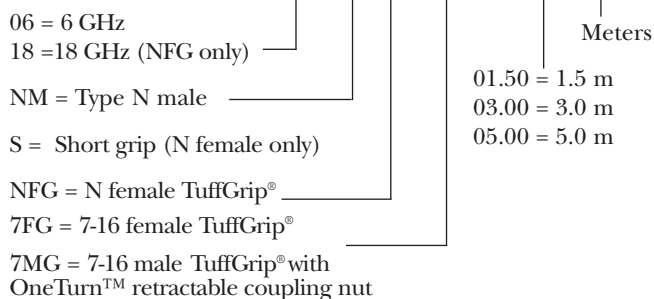 06 = 6 GHz
18 =18 GHz (NFG only)
NM = Type N male
S = Short grip (N female only)
NFG = N female TuffGrip®
7FG = 7-16 female TuffGrip®
7MG = 7-16 male TuffGrip® with
OneTurn™ retractable coupling nut
Meters
01.50 = 1.5 m
03.00 = 3.0 m
05.00 = 5.0 m